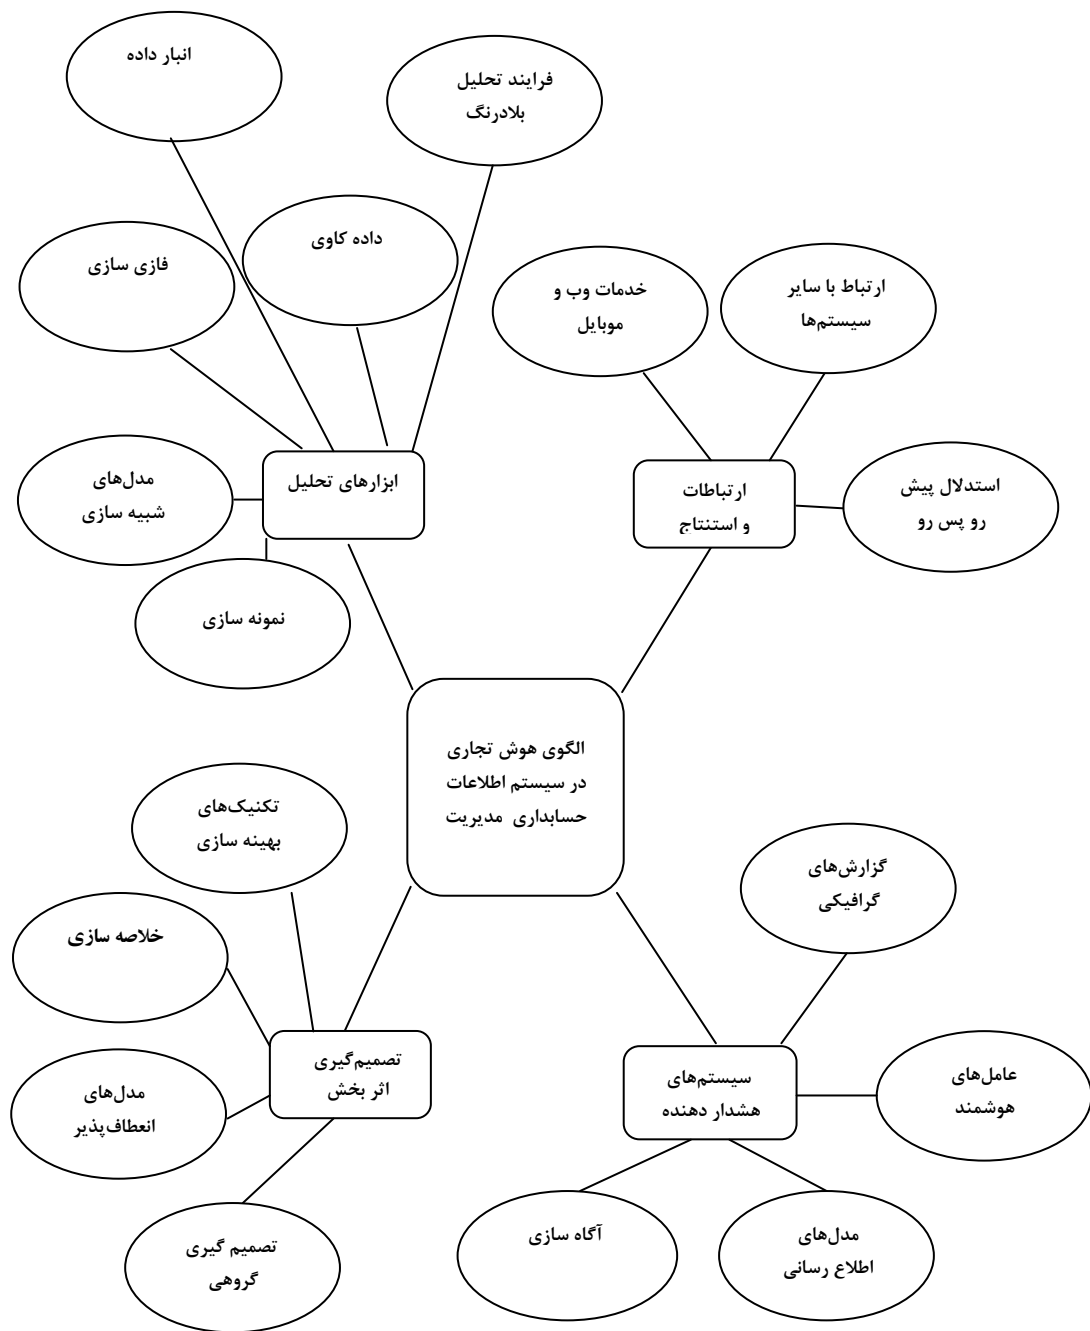 انبار داده
فرایند تحلیل
بلادرنگ
داده کاوی
فازی سازی
خدمات وب و
موبایل
ارتباط با سایر
سیستم‌ها
مدل‌های
شبیه سازی
ابزارهای تحلیل
ارتباطات
و استنتاج
استدلال پیش
رو پس رو
نمونه سازی
الگوی هوش تجاری
در سیستم اطلاعات
حسابداری مدیریت
تکنیک‌های
بهینه سازی
گزارش‌های
گرافیکی
خلاصه سازی
تصمیم‌گیری
اثر بخش
سیستم‌های
هشدار دهنده
عامل‌های
هوشمند
مدل‌های
انعطاف‌پذیر
تصمیم گیری
گروهی
آگاه سازی
مدل‌های
اطلاع رسانی